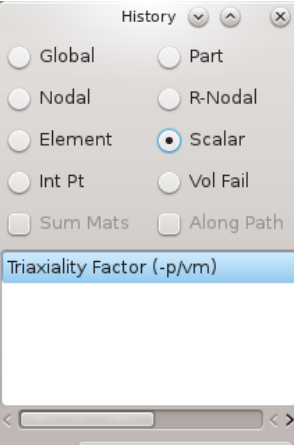 History
Global Part
Nodal R-Nodal
Element Scalar
Int Pt Vol Fail
Sum Mats Along Path
Triaxiality Factor (-p/vm)